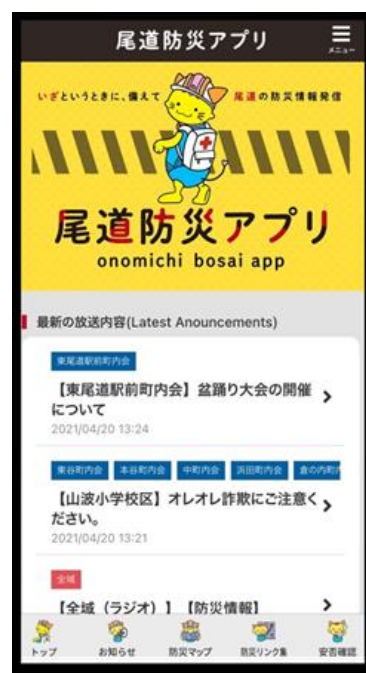 尾道防災アプリ
メニュー
いざというときに、備えて
尾道の防災情報発信
尾道防災アプリ
onomichi bosai app
最新の放送内容(Latest Anouncements)
東尾道駅前町内会
【東尾道駅前町内会】盆踊り大会の開催
について
2021/04/20 13:24
東谷町内会 本谷町内会 中町内会 浜田町内会 倉の内町
【山波小学校区】オレオレ詐欺にご注意く
ださい。
2021/04/20 13:21
全域
【全域（ラジオ）】【防災情報】
トップ お知らせ 防災マップ 防災リンク集 安否確認